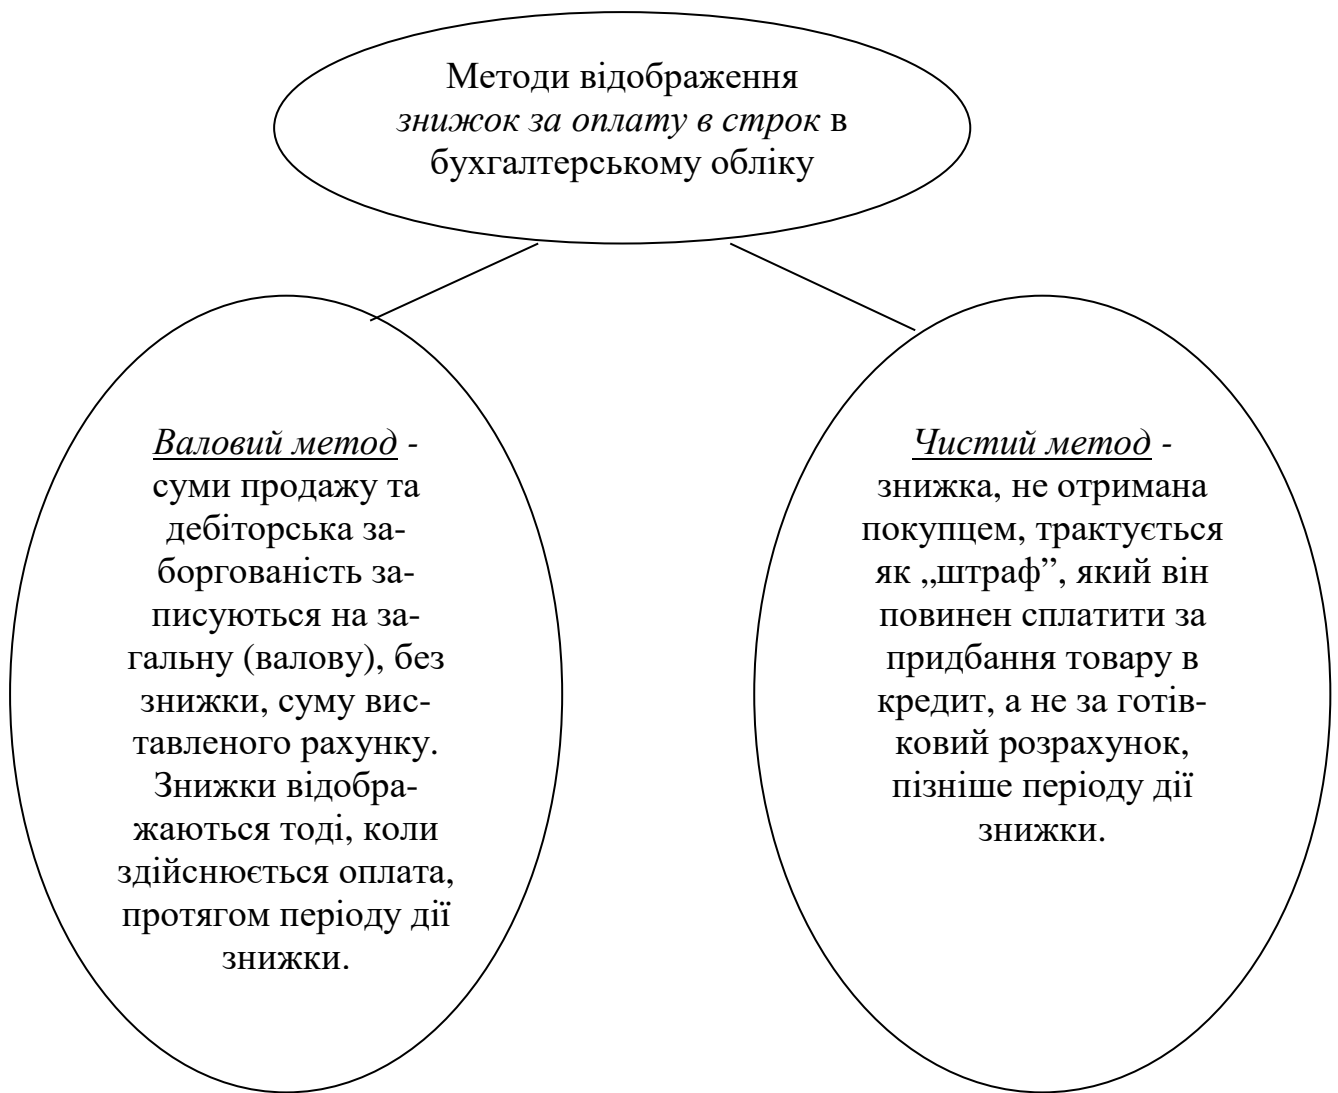 Методи відображення
знижок за оплату в строк в
бухгалтерському обліку
Валовий метод -
суми продажу та
дебіторська за-
боргованість за-
писуються на за-
гальну (валову), без
знижки, суму вис-
тавленого рахунку.
Знижки відобра-
жаються тоді, коли
здійснюється оплата,
протягом періоду дії
знижки.
Чистий метод -
знижка, не отримана
покупцем, трактується
як „штраф”, який він
повинен сплатити за
придбання товару в
кредит, а не за готів-
ковий розрахунок,
пізніше періоду дії
знижки.